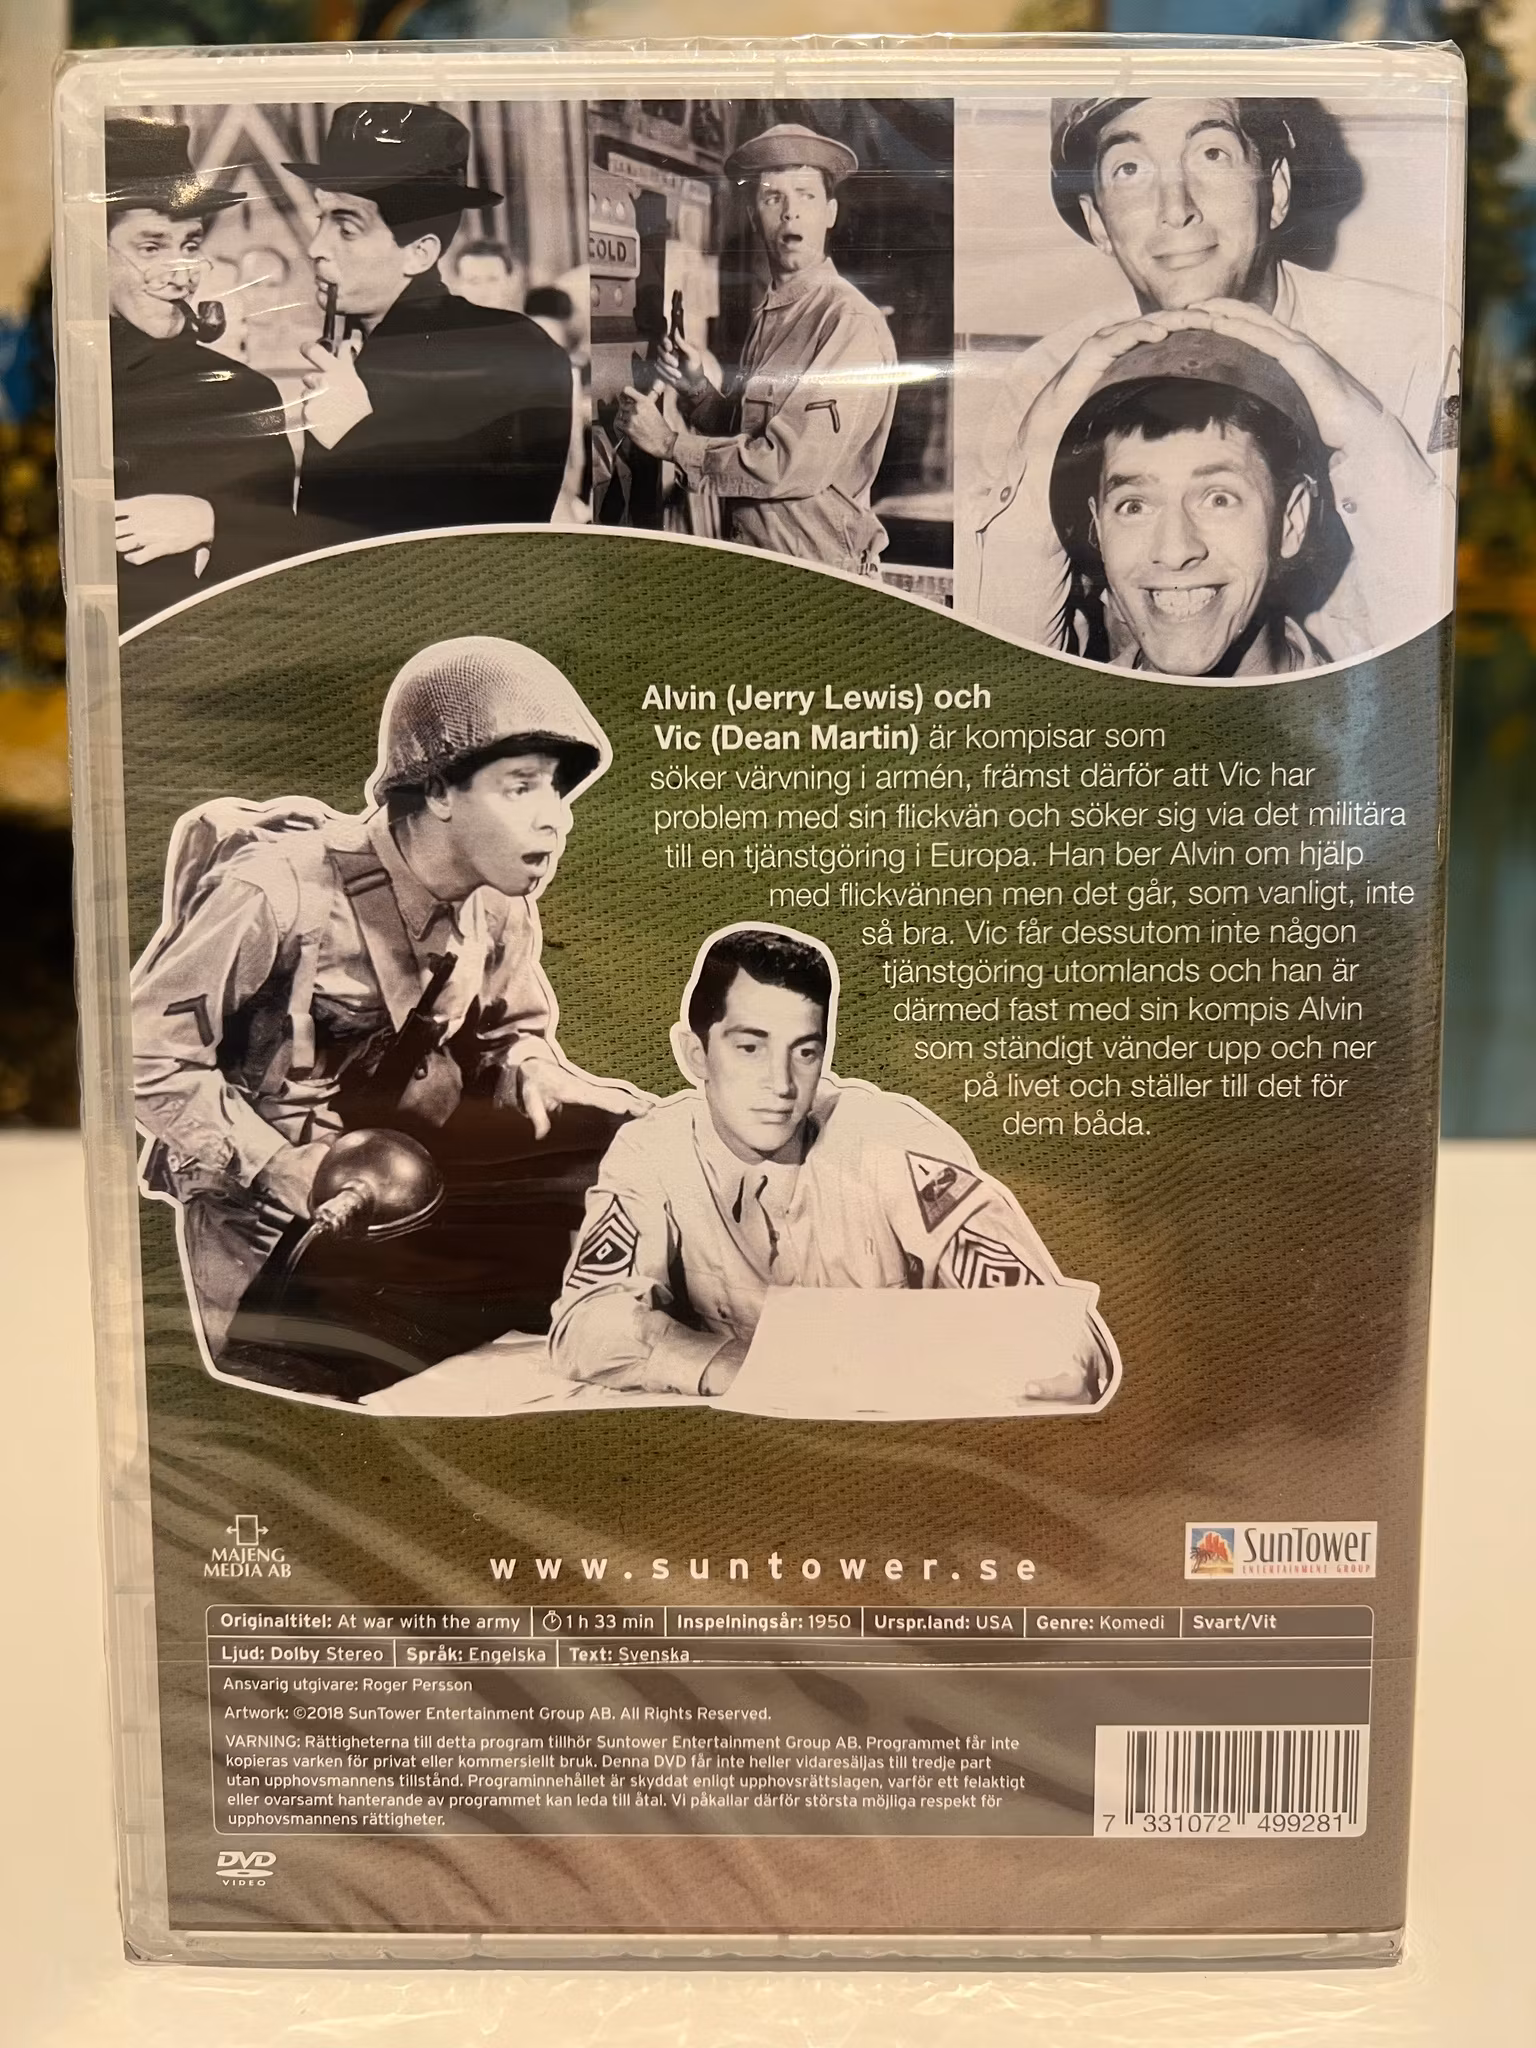 COLD
Alvin (Jerry Lewis) och
Vic (Dean Martin) är kompisar som
söker värvning i armén, främst därför att Vic har
problem med sin flickvän och söker sig via det militära
till en tjänstgöring i Europa. Han ber Alvin om hjälp
med flickvännen men det går, som vanligt, inte
så bra. Vic får dessutom inte någon
tjänstgöring utomlands och han är
därmed fast med sin kompis Alvin
som ständigt vänder upp och ner
på livet och ställer till det för
dem båda.
MAJENG
MEDIA AB
www.suntower.se
SunTower
ENTERTAINMENT GROUP
Originaltitel: At war with the army 1 h 33 min Inspelningsår: 1950 Urspr.land: USA Genre: Komedi Svart/Vit
Ljud: Dolby Stereo Språk: Engelska Text: Svenska
Ansvarig utgivare: Roger Persson
Artwork: ©2018 SunTower Entertainment Group AB. All Rights Reserved.
VARNING: Rättigheterna till detta program tillhör Suntower Entertainment Group AB. Programmet får inte
kopieras varken för privat eller kommersiellt bruk. Denna DVD får inte heller vidaresäljas till tredje part
utan upphovsmannens tillstånd. Programinnehållet är skyddat enligt upphovsrättslagen, varför ett felaktigt
eller ovarsamt hanterande av programmet kan leda till åtal. Vi påkallar därför största möjliga respekt för
upphovsmannens rättigheter.
7 331072 499281
DVD
VIDEO